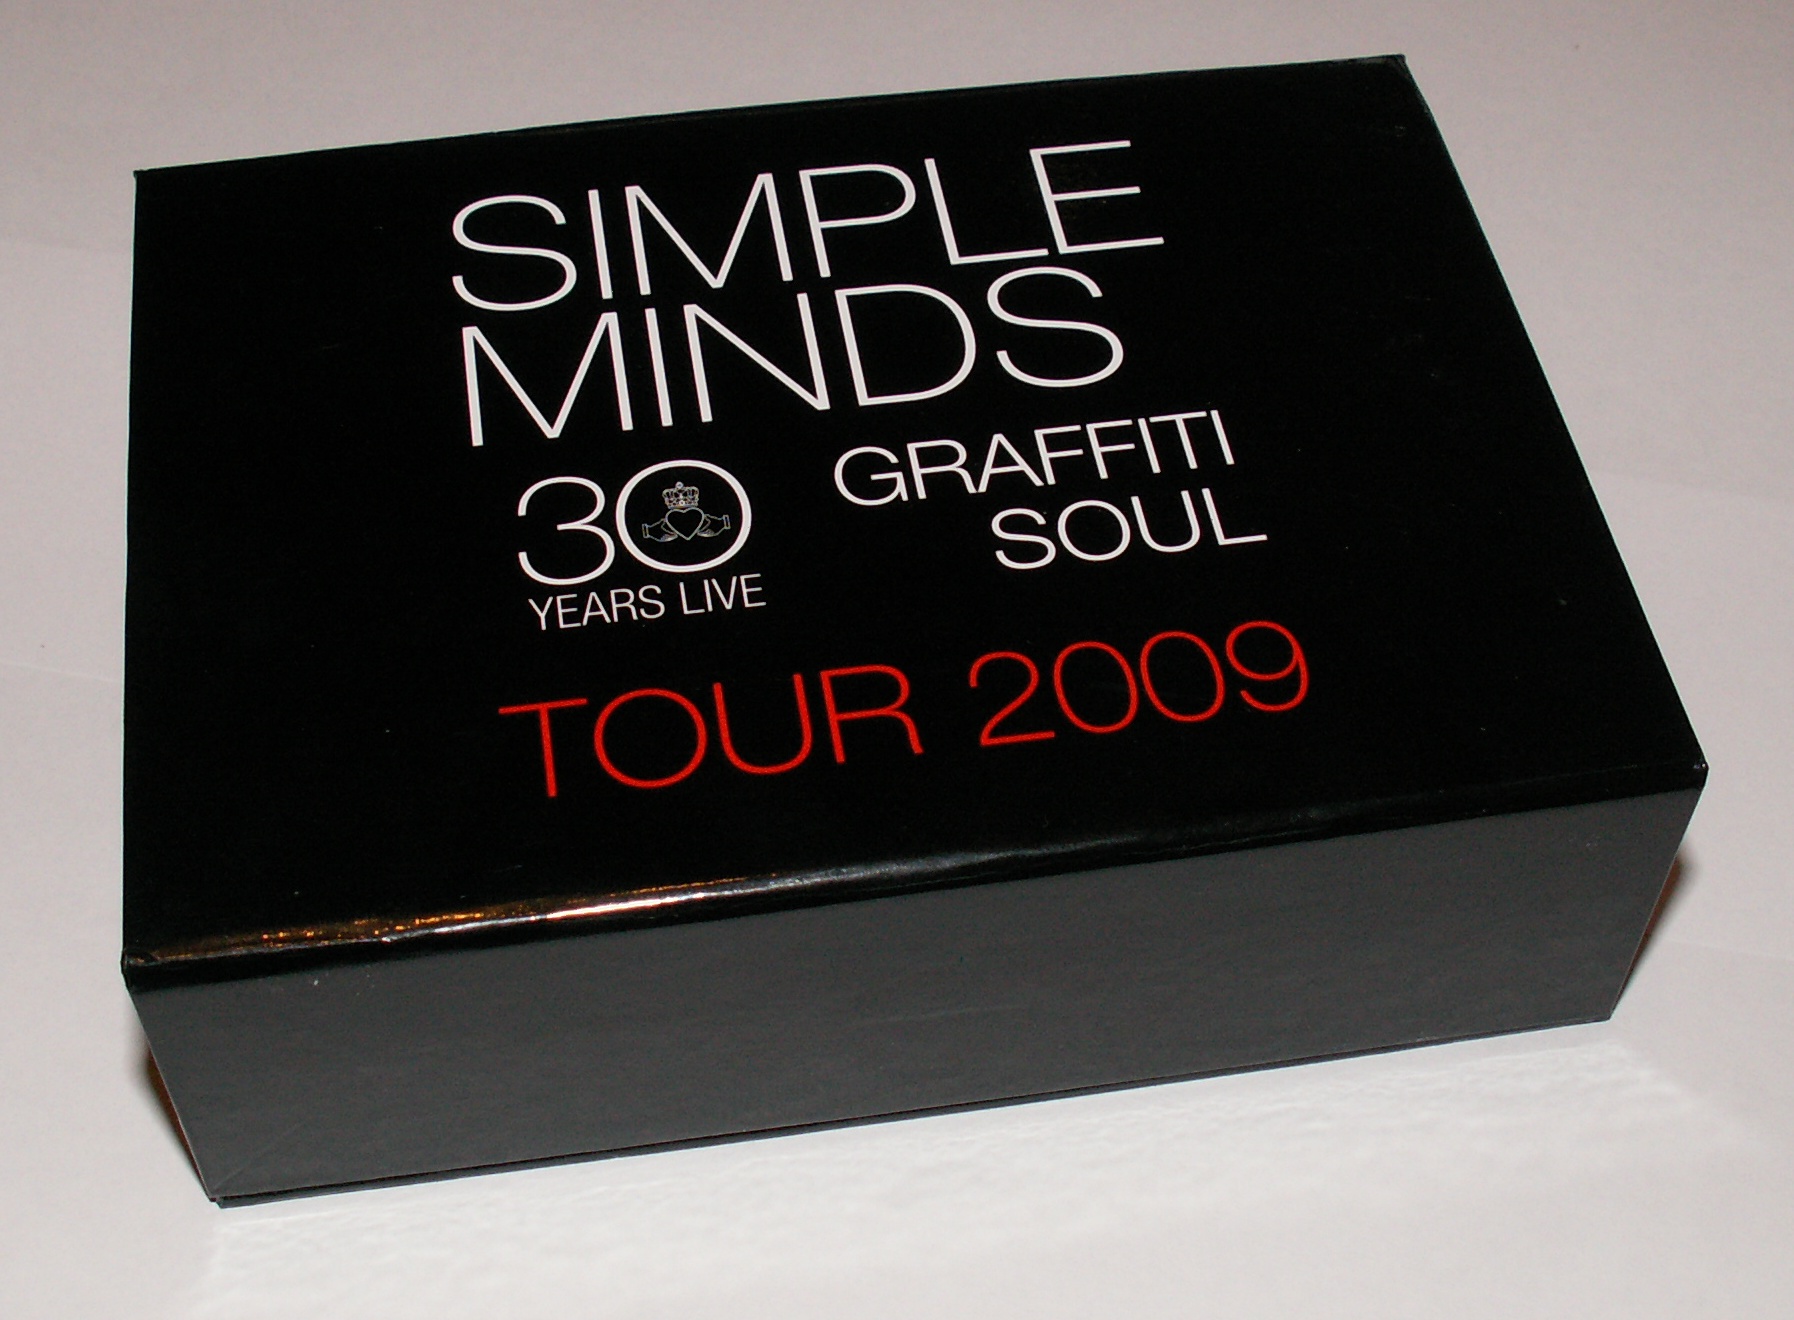 SIMPLE
MINDS
30
YEARS LIVE
GRAFFITI
SOUL
TOUR 2009